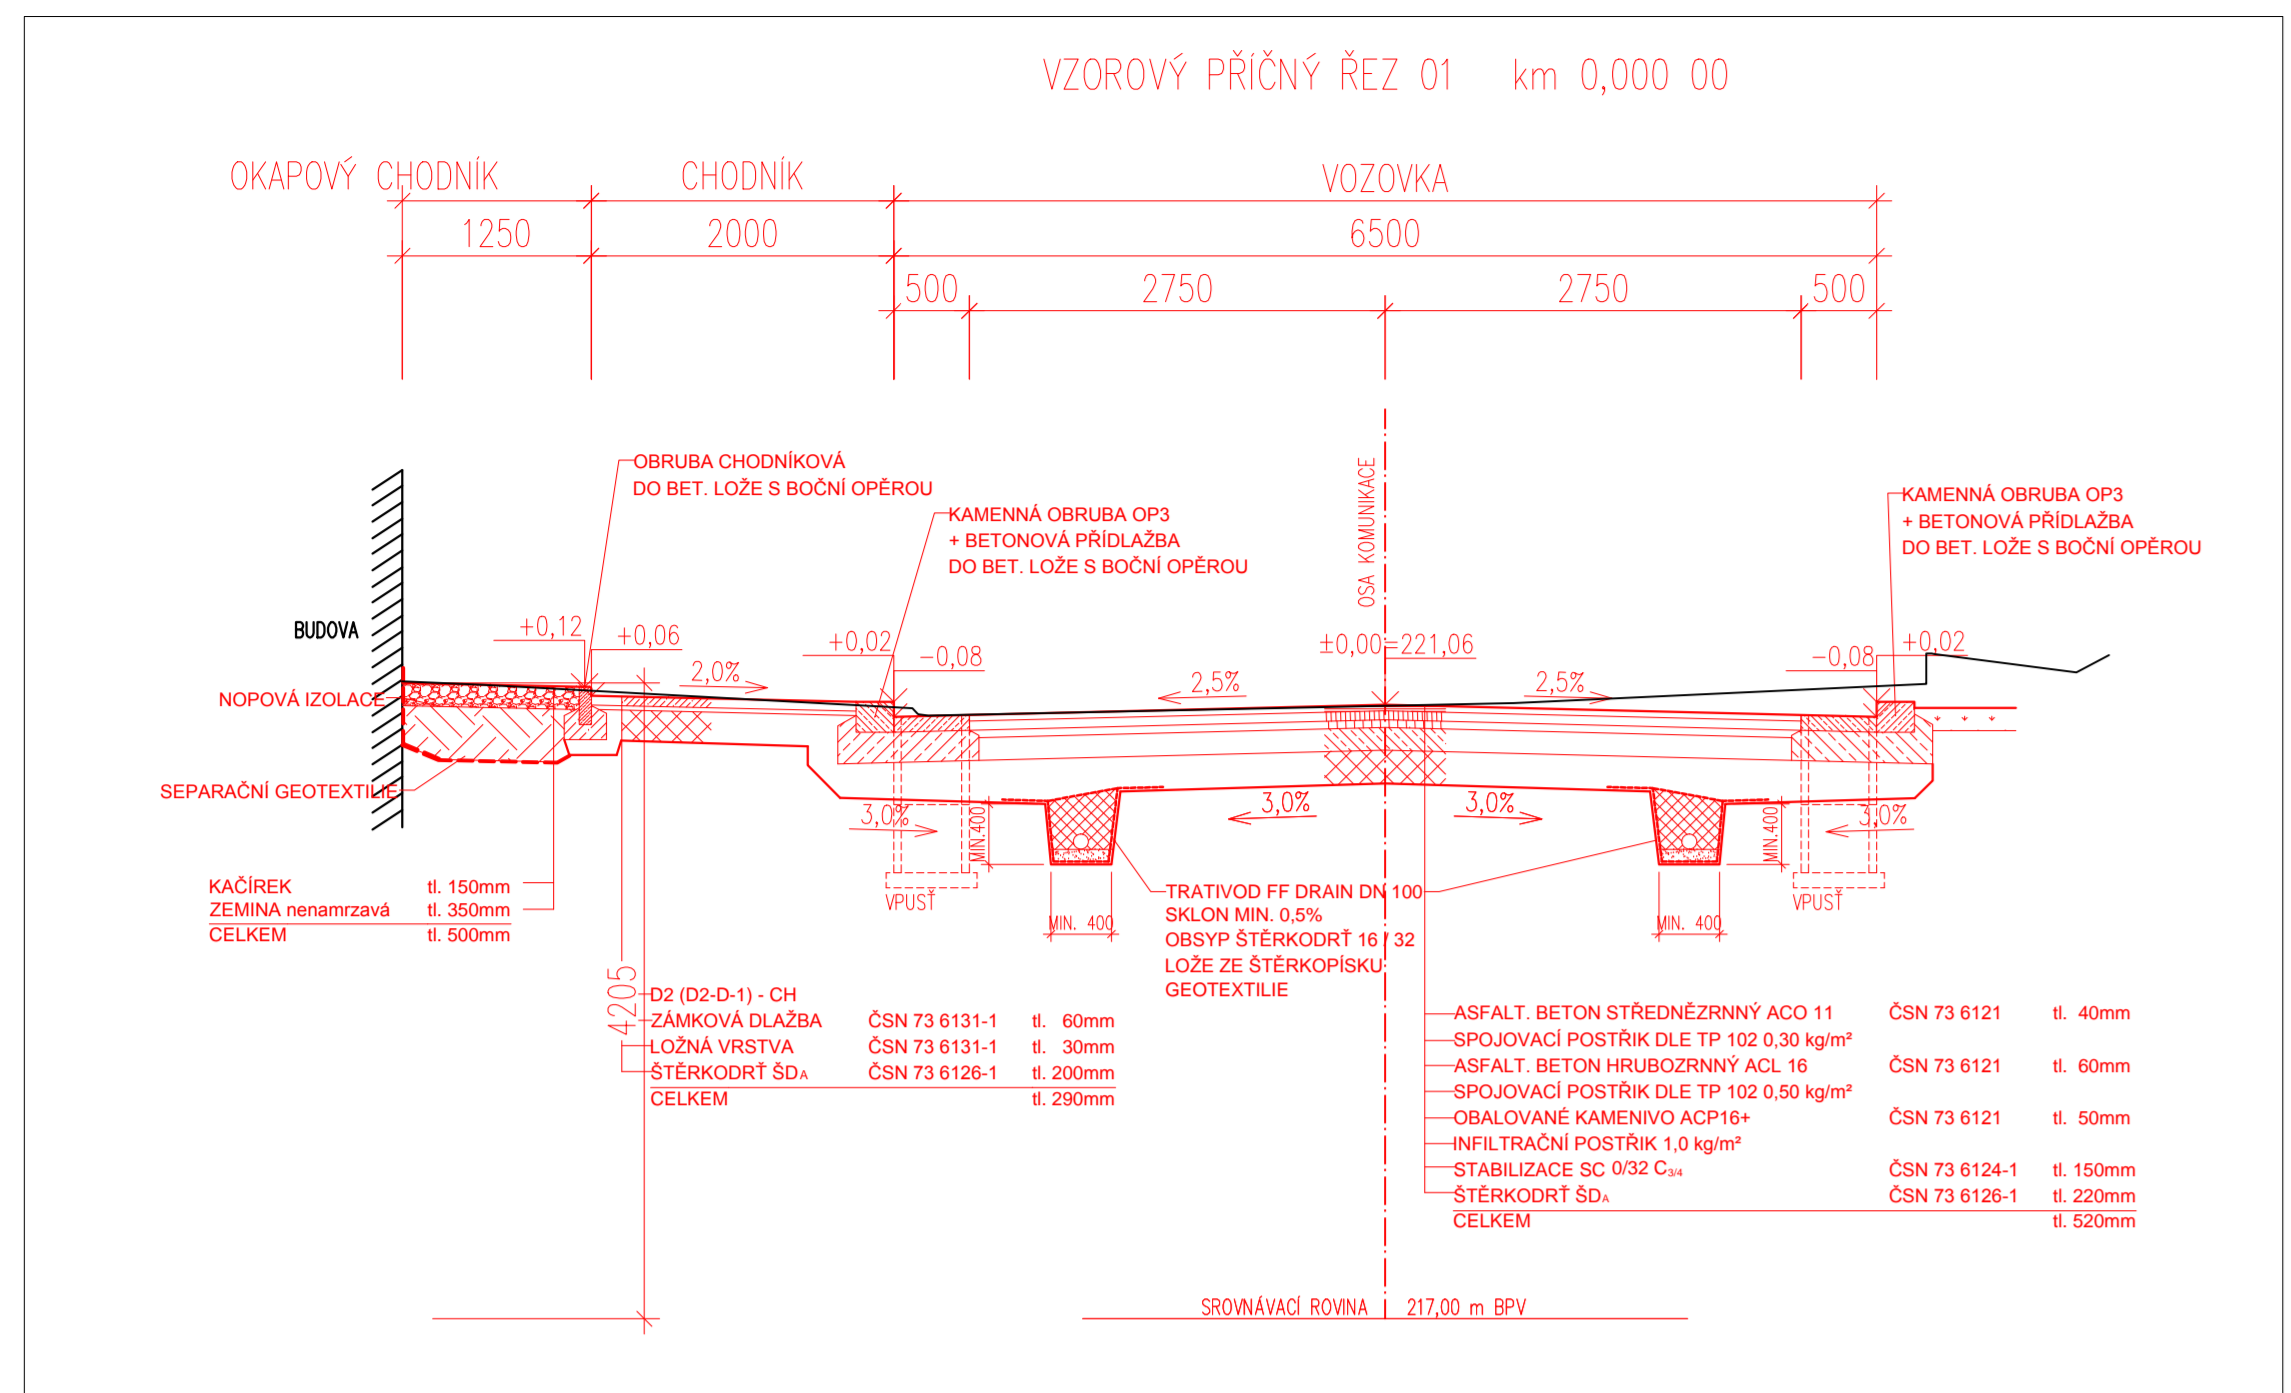 VZOROVÝ PŘÍČNÝ ŘEZ 01 km 0,000 00
OKAPOVÝ CHODNÍK
CHODNÍK
VOZOVKA
1250
2000
6500
500
2750
2750
500
OBRUBA CHODNÍKOVÁ
DO BET. LOŽE S BOČNÍ OPĚROU
KAMENNÁ OBRUBA OP3
+ BETONOVÁ PŘÍDLAŽBA
DO BET. LOŽE S BOČNÍ OPĚROU
OSA KOMUNIKACE
KAMENNÁ OBRUBA OP3
+ BETONOVÁ PŘÍDLAŽBA
DO BET. LOŽE S BOČNÍ OPĚROU
BUDOVA
+0,12
+0,06
+0,02
-0,08
±0,00=221,06
-0,08
+0,02
2,0%
2,5%
2,5%
NOPOVÁ IZOLACE
SEPARAČNÍ GEOTEXTILIE
3,0%
3,0%
3,0%
3,0%
MIN.400
MIN.400
VPUSŤ
VPUSŤ
MIN. 400
MIN. 400
KAČÍREK tl. 150mm
ZEMINA nenamrzavá tl. 350mm
CELKEM tl. 500mm
TRATIVOD FF DRAIN DN 100
SKLON MIN. 0,5%
OBSYP ŠTĚRKODRŤ 16 / 32
LOŽE ZE ŠTĚRKOPÍSKU
GEOTEXTILIE
4205
D2 (D2-D-1) - CH
ZÁMKOVÁ DLAŽBA ČSN 73 6131-1 tl. 60mm
LOŽNÁ VRSTVA ČSN 73 6131-1 tl. 30mm
ŠTĚRKODRŤ ŠDA ČSN 73 6126-1 tl. 200mm
CELKEM tl. 290mm
ASFALT. BETON STŘEDNĚZRNNÝ ACO 11 ČSN 73 6121 tl. 40mm
SPOJOVACÍ POSTŘIK DLE TP 102 0,30 kg/m²
ASFALT. BETON HRUBOZRNNÝ ACL 16 ČSN 73 6121 tl. 60mm
SPOJOVACÍ POSTŘIK DLE TP 102 0,50 kg/m²
OBALOVANÉ KAMENIVO ACP16+ ČSN 73 6121 tl. 50mm
INFILTRAČNÍ POSTŘIK 1,0 kg/m²
STABILIZACE SC 0/32 C3/4 ČSN 73 6124-1 tl. 150mm
ŠTĚRKODRŤ ŠDA ČSN 73 6126-1 tl. 220mm
CELKEM tl. 520mm
SROVNÁVACÍ ROVINA 217,00 m BPV